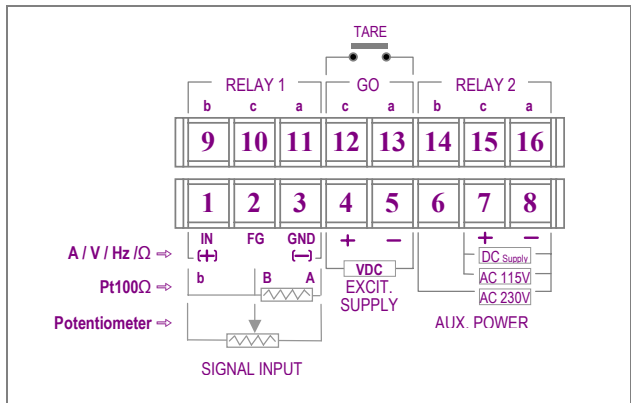 TARE
RELAY 1 GO RELAY 2
b c a c a b c a
9 10 11 12 13 14 15 16
1 2 3 4 5 6 7 8
IN FG GND + − + −
A / V / Hz /Ω ⇨ (+) (−) VDC DC Supply
Pt100Ω ⇨ b B A EXCIT. AC 115V
SUPPLY AC 230V
Potentiometer ⇨ AUX. POWER
SIGNAL INPUT